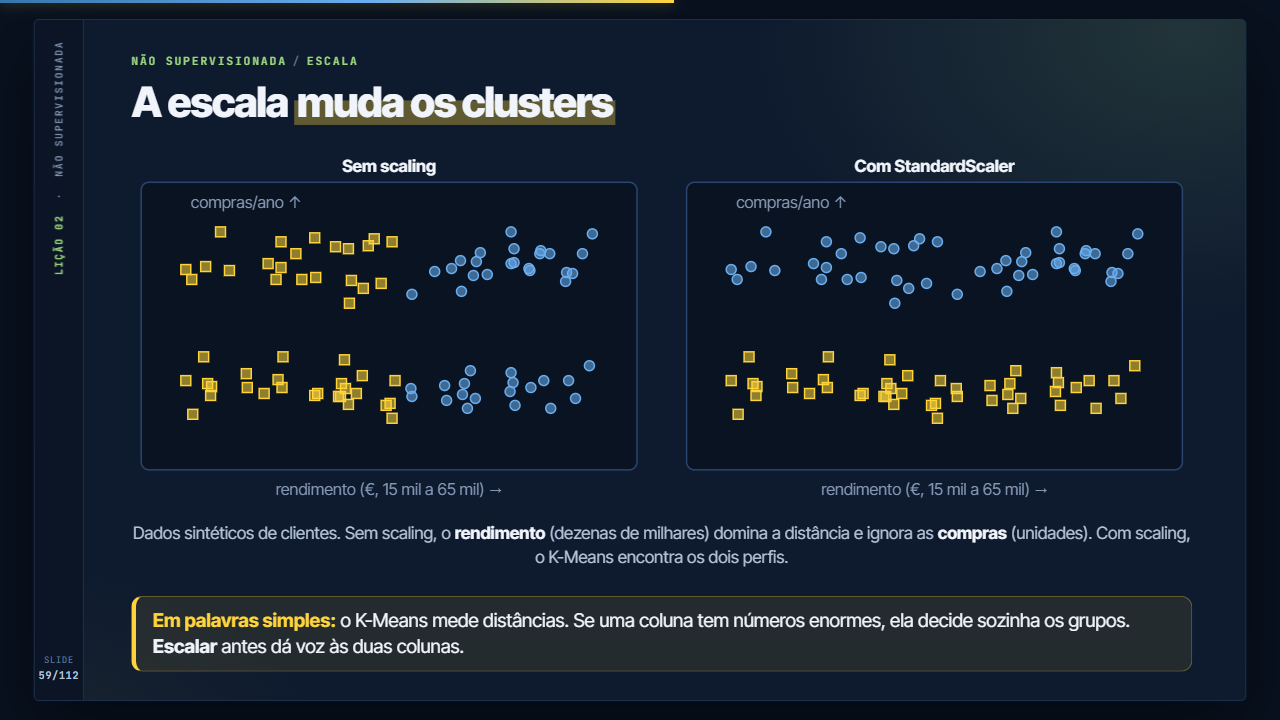 NÃO SUPERVISIONADA / ESCALA
A escala muda os clusters
LIÇÃO 02 · NÃO SUPERVISIONADA
Sem scaling
compras/ano ↑
rendimento (€, 15 mil a 65 mil) →
Com StandardScaler
compras/ano ↑
rendimento (€, 15 mil a 65 mil) →
Dados sintéticos de clientes. Sem scaling, o rendimento (dezenas de milhares) domina a distância e ignora as compras (unidades). Com scaling,
o K-Means encontra os dois perfis.
Em palavras simples: o K-Means mede distâncias. Se uma coluna tem números enormes, ela decide sozinha os grupos.
Escalar antes dá voz às duas colunas.
SLIDE
59/112